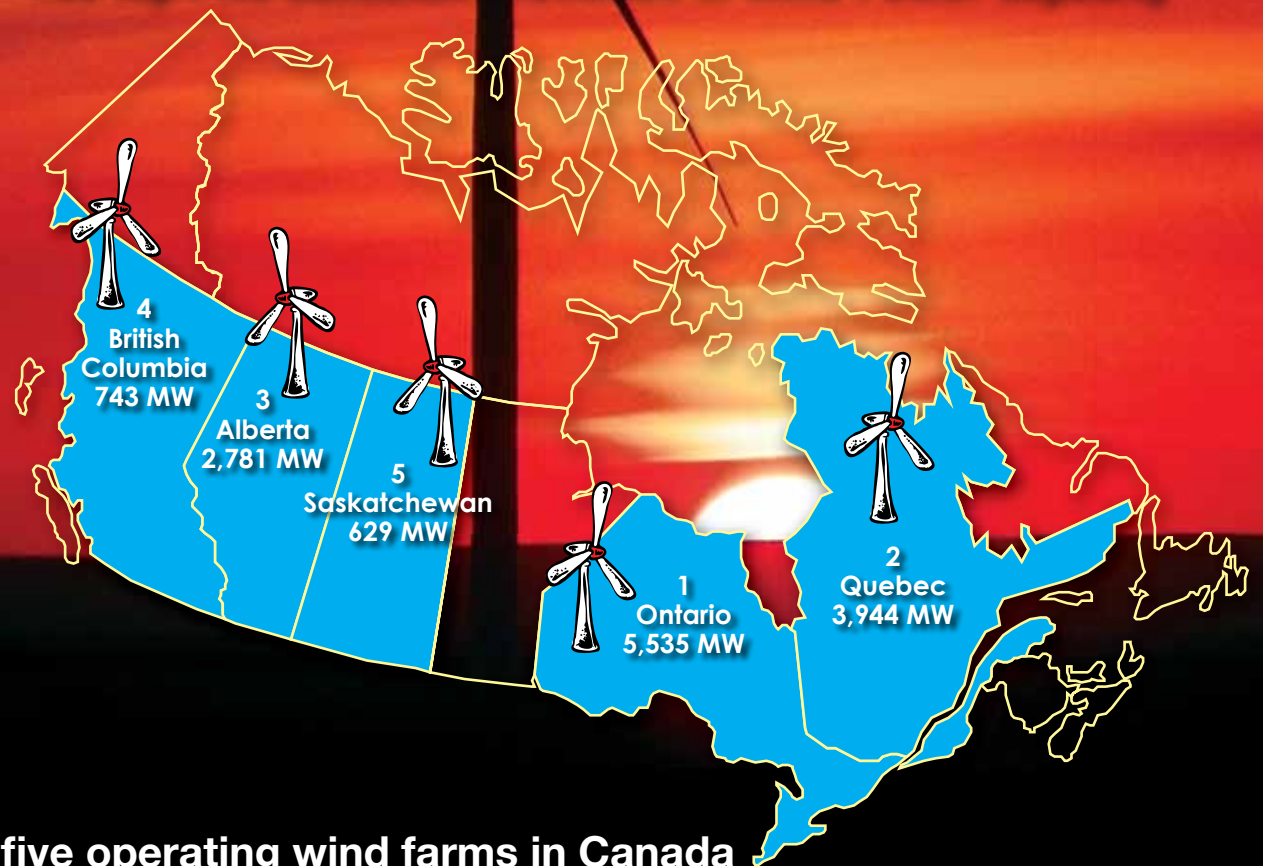 4
British
Columbia
743 MW
3
Alberta
2,781 MW
5
Saskatchewan
629 MW
1
Ontario
5,535 MW
2
Quebec
3,944 MW
five operating wind farms in Canada